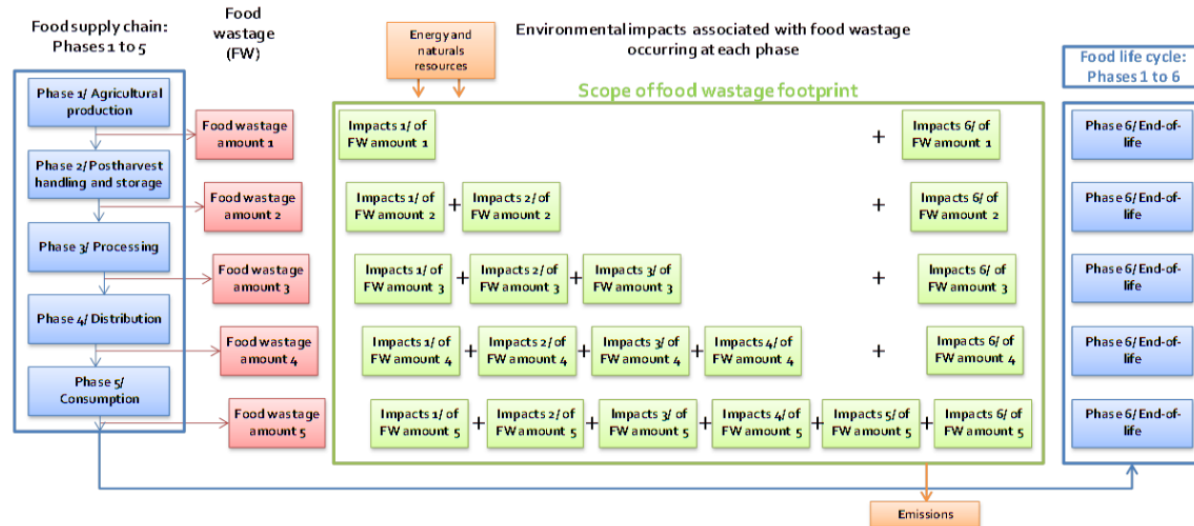 Food supply chain:
Phases 1 to 5
Food
wastage
(FW)
Energy and
naturals
resources
Environmental impacts associated with food wastage
occurring at each phase
Food life cycle:
Phases 1 to 6
Scope of food wastage footprint
Phase 1/ Agricultural
production
Food wastage
amount 1
Impacts 1/ of
FW amount 1
+
Impacts 6/ of
FW amount 1
Phase 6/ End-of-
life
Phase 2/ Postharvest
handling and storage
Food wastage
amount 2
Impacts 1/ of
FW amount 2
+
Impacts 2/ of
FW amount 2
+
Impacts 6/ of
FW amount 2
Phase 6/ End-of-
life
Phase 3/ Processing
Food wastage
amount 3
Impacts 1/ of
FW amount 3
+
Impacts 2/ of
FW amount 3
+
Impacts 3/ of
FW amount 3
+
Impacts 6/ of
FW amount 3
Phase 6/ End-of-
life
Phase 4/ Distribution
Food wastage
amount 4
Impacts 1/ of
FW amount 4
+
Impacts 2/ of
FW amount 4
+
Impacts 3/ of
FW amount 4
+
Impacts 4/ of
FW amount 4
+
Impacts 6/ of
FW amount 4
Phase 6/ End-of-
life
Phase 5/
Consumption
Food wastage
amount 5
Impacts 1/ of
FW amount 5
+
Impacts 2/ of
FW amount 5
+
Impacts 3/ of
FW amount 5
+
Impacts 4/ of
FW amount 5
+
Impacts 5/ of
FW amount 5
+
Impacts 6/ of
FW amount 5
Phase 6/ End-of-
life
Emissions